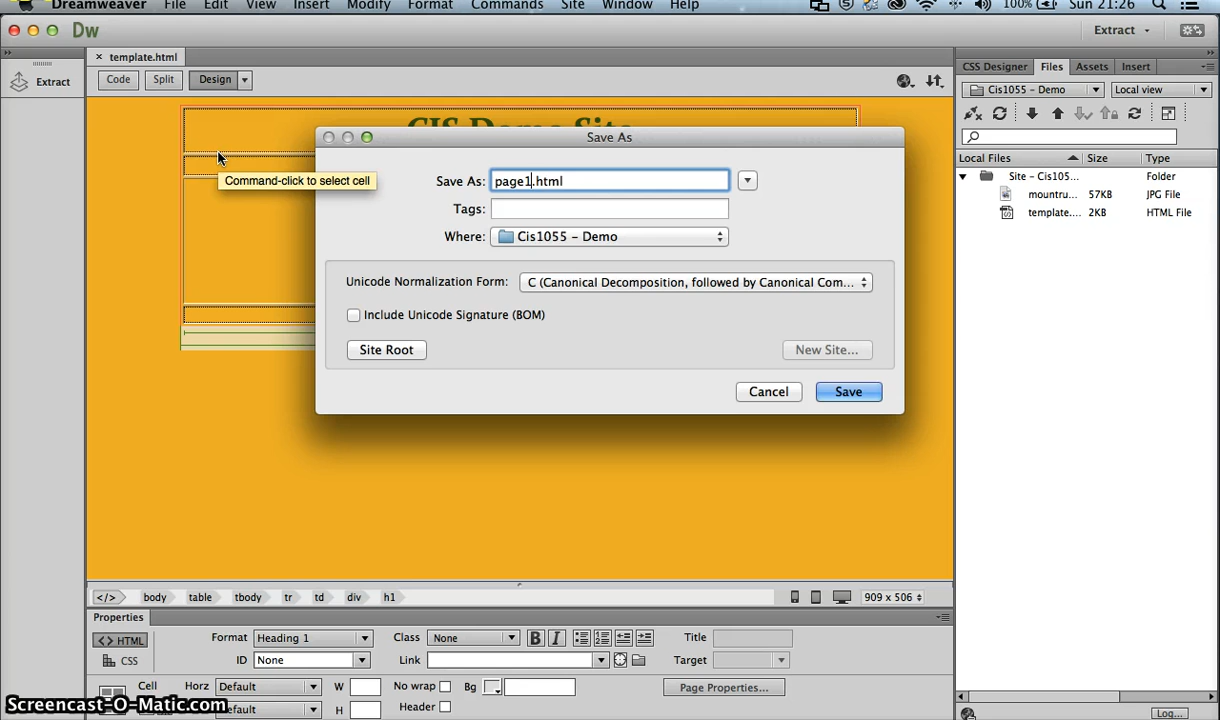 Dreamweaver File Edit View Insert Modify Format Commands Site Window Help 100% Sun 21:26
Dw Extract
template.html
Extract Code Split Design
CSS Designer Files Assets Insert
Cis1055 - Demo Local view
Local Files Size Type
Site - Cis105... Folder
mountru... 57KB JPG File
template.... 2KB HTML File
CIS Demo Site
Command-click to select cell
Save As
Save As: page1.html
Tags:
Where: Cis1055 - Demo
Unicode Normalization Form: C (Canonical Decomposition, followed by Canonical Com...
Include Unicode Signature (BOM)
Site Root New Site...
Cancel Save
</> body table tbody tr td div h1 909 x 506
Properties
<> HTML Format Heading 1 Class None B I Title
CSS ID None Link Target
Cell Horz Default W No wrap Bg Page Properties...
efault H Header
Screencast-O-Matic.com
Log...